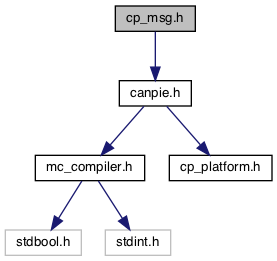 cp_msg.h
canpie.h
mc_compiler.h
cp_platform.h
stdbool.h
stdint.h